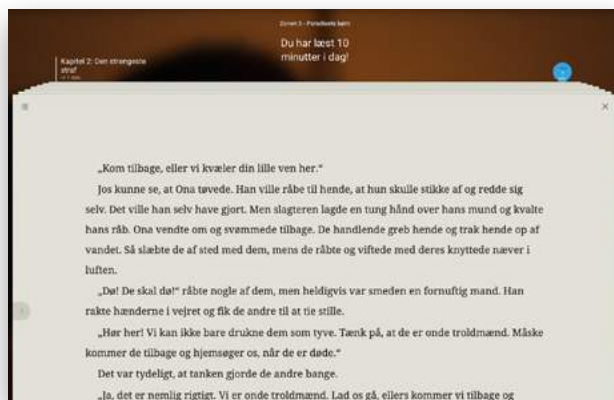 Zonen 3 - Paradisets børn
Du har læst 10
minutter i dag!
Kapitel 2: Den strengeste
straf
„Kom tilbage, eller vi kvæler din lille ven her.“
Jos kunne se, at Ona tøvede. Han ville råbe til hende, at hun skulle stikke af og redde sig
selv. Det ville han selv have gjort. Men slagteren lagde en tung hånd over hans mund og kvalte
hans råb. Ona vendte om og svømmede tilbage. De handlende greb hende og trak hende op af
vandet. Så slæbte de af sted med dem, mens de råbte og viftede med deres knyttede næver i
luften.
„Dø! De skal dø!“ råbte nogle af dem, men heldigvis var smeden en fornuftig mand. Han
rakte hænderne i vejret og fik de andre til at tie stille.
„Hør her! Vi kan ikke bare drukne dem som tyve. Tænk på, at de er onde troldmænd. Måske
kommer de tilbage og hjemsøger os, når de er døde.“
Det var tydeligt, at tanken gjorde de andre bange.
„Ja, det er nemlig rigtigt. Vi er onde troldmænd. Lad os gå, ellers kommer vi tilbage og